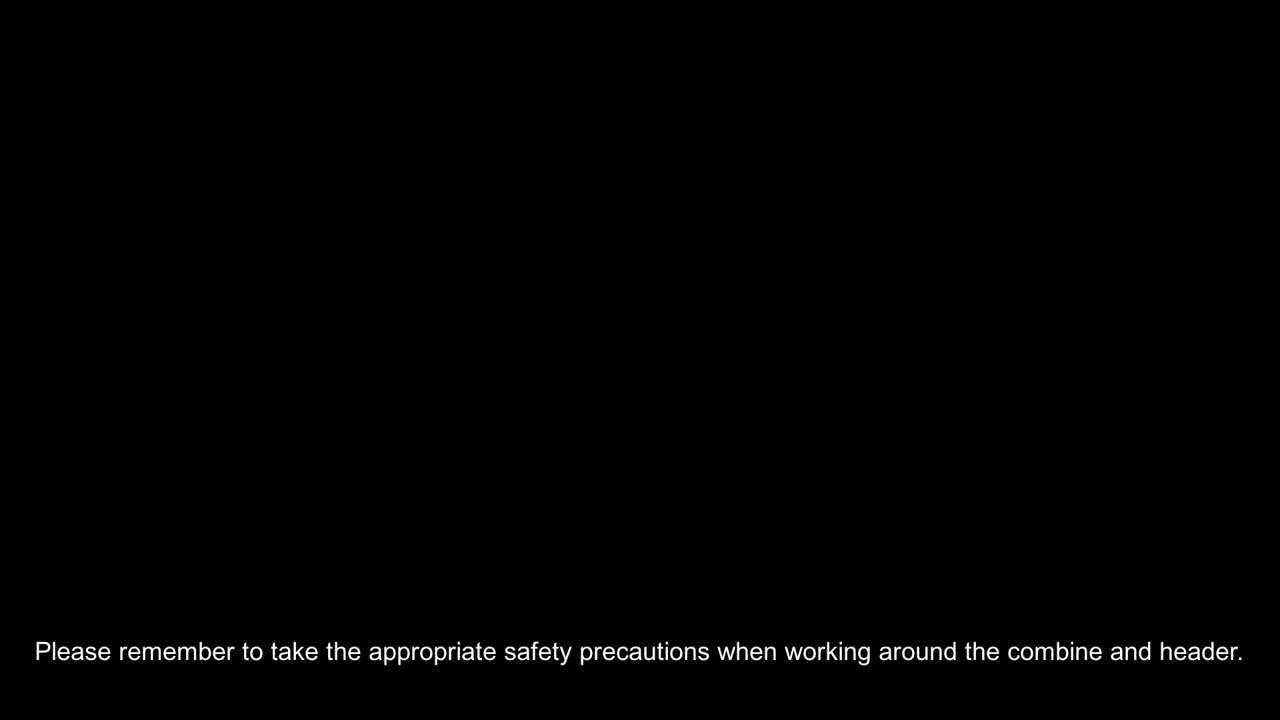 Please remember to take the appropriate safety precautions when working around the combine and header.